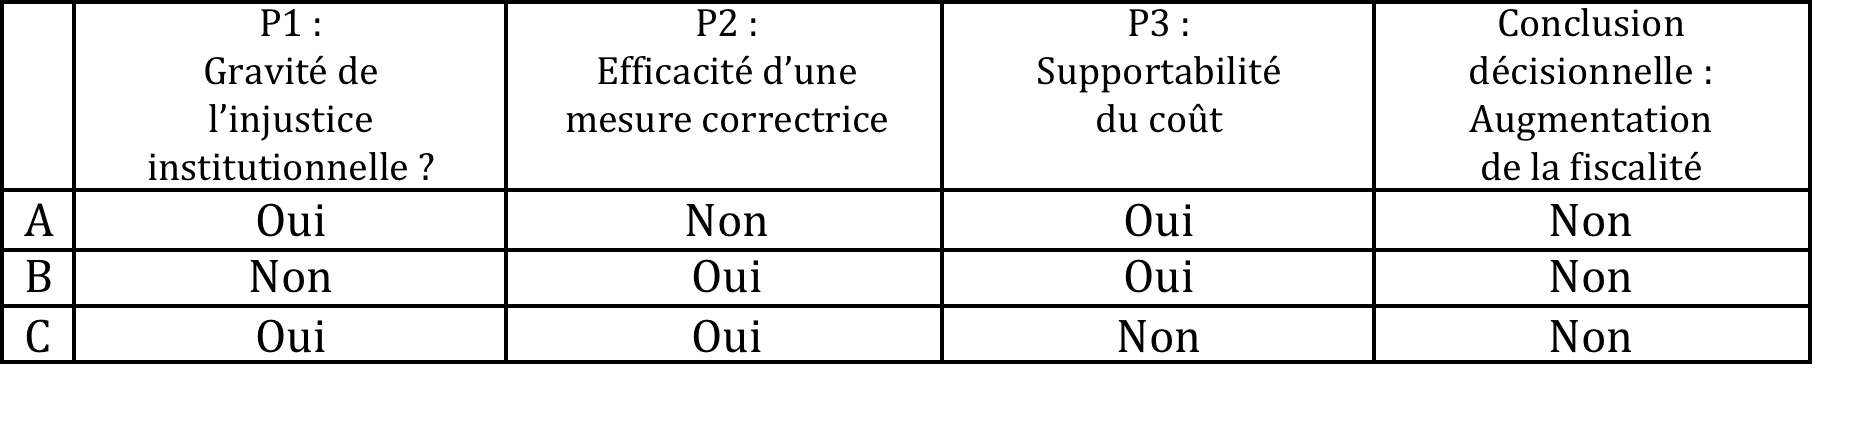 P1 :
Gravité de
l’injustice
institutionnelle ?
P2 :
Efficacité d’une
mesure correctrice
P3 :
Supportabilité
du coût
Conclusion
décisionnelle :
Augmentation
de la fiscalité
A Oui Non Oui Non
B Non Oui Oui Non
C Oui Oui Non Non